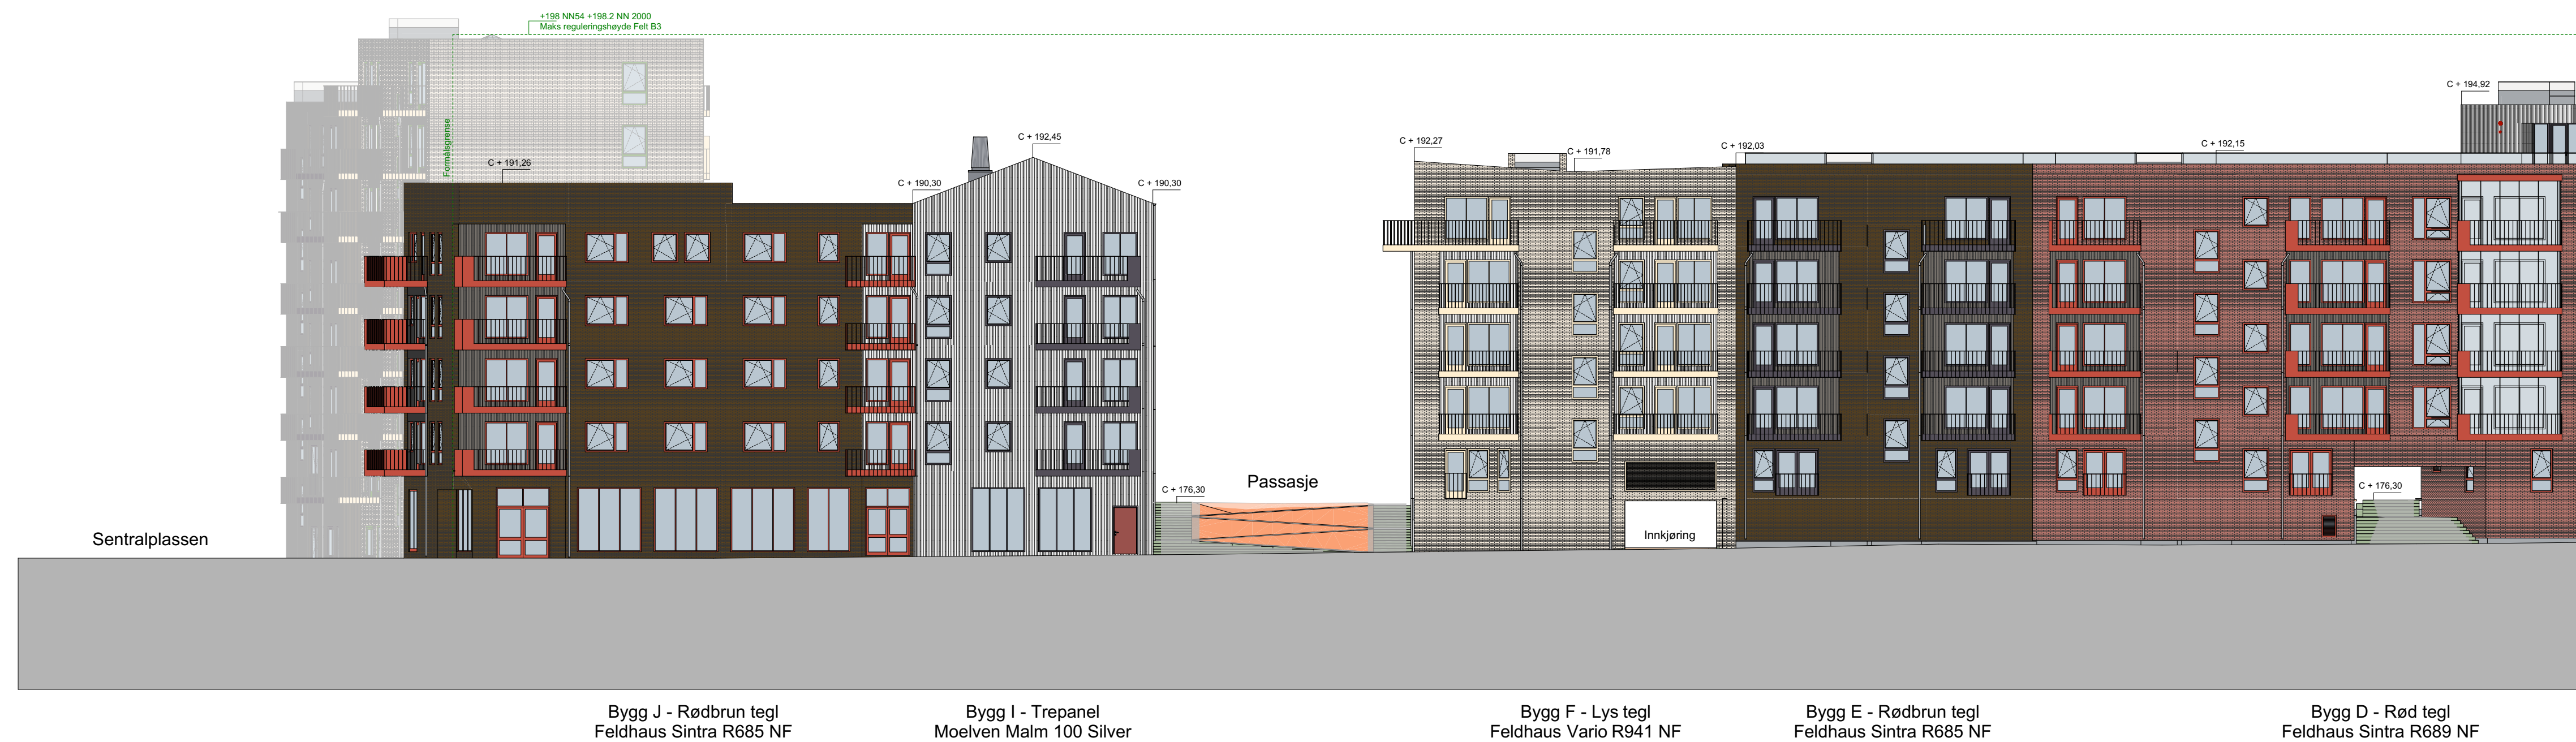 +198 NN54 +198.2 NN 2000
Maks reguleringshøyde Felt B3
Formålsgrense
C + 191,26
C + 190,30
C + 192,45
C + 190,30
C + 192,27
C + 191,78
C + 192,03
C + 192,15
C + 194,92
C + 176,30
C + 176,30
Sentralplassen
Passasje
Innkjøring
Bygg J - Rødbrun tegl
Feldhaus Sintra R685 NF
Bygg I - Trepanel
Moelven Malm 100 Silver
Bygg F - Lys tegl
Feldhaus Vario R941 NF
Bygg E - Rødbrun tegl
Feldhaus Sintra R685 NF
Bygg D - Rød tegl
Feldhaus Sintra R689 NF